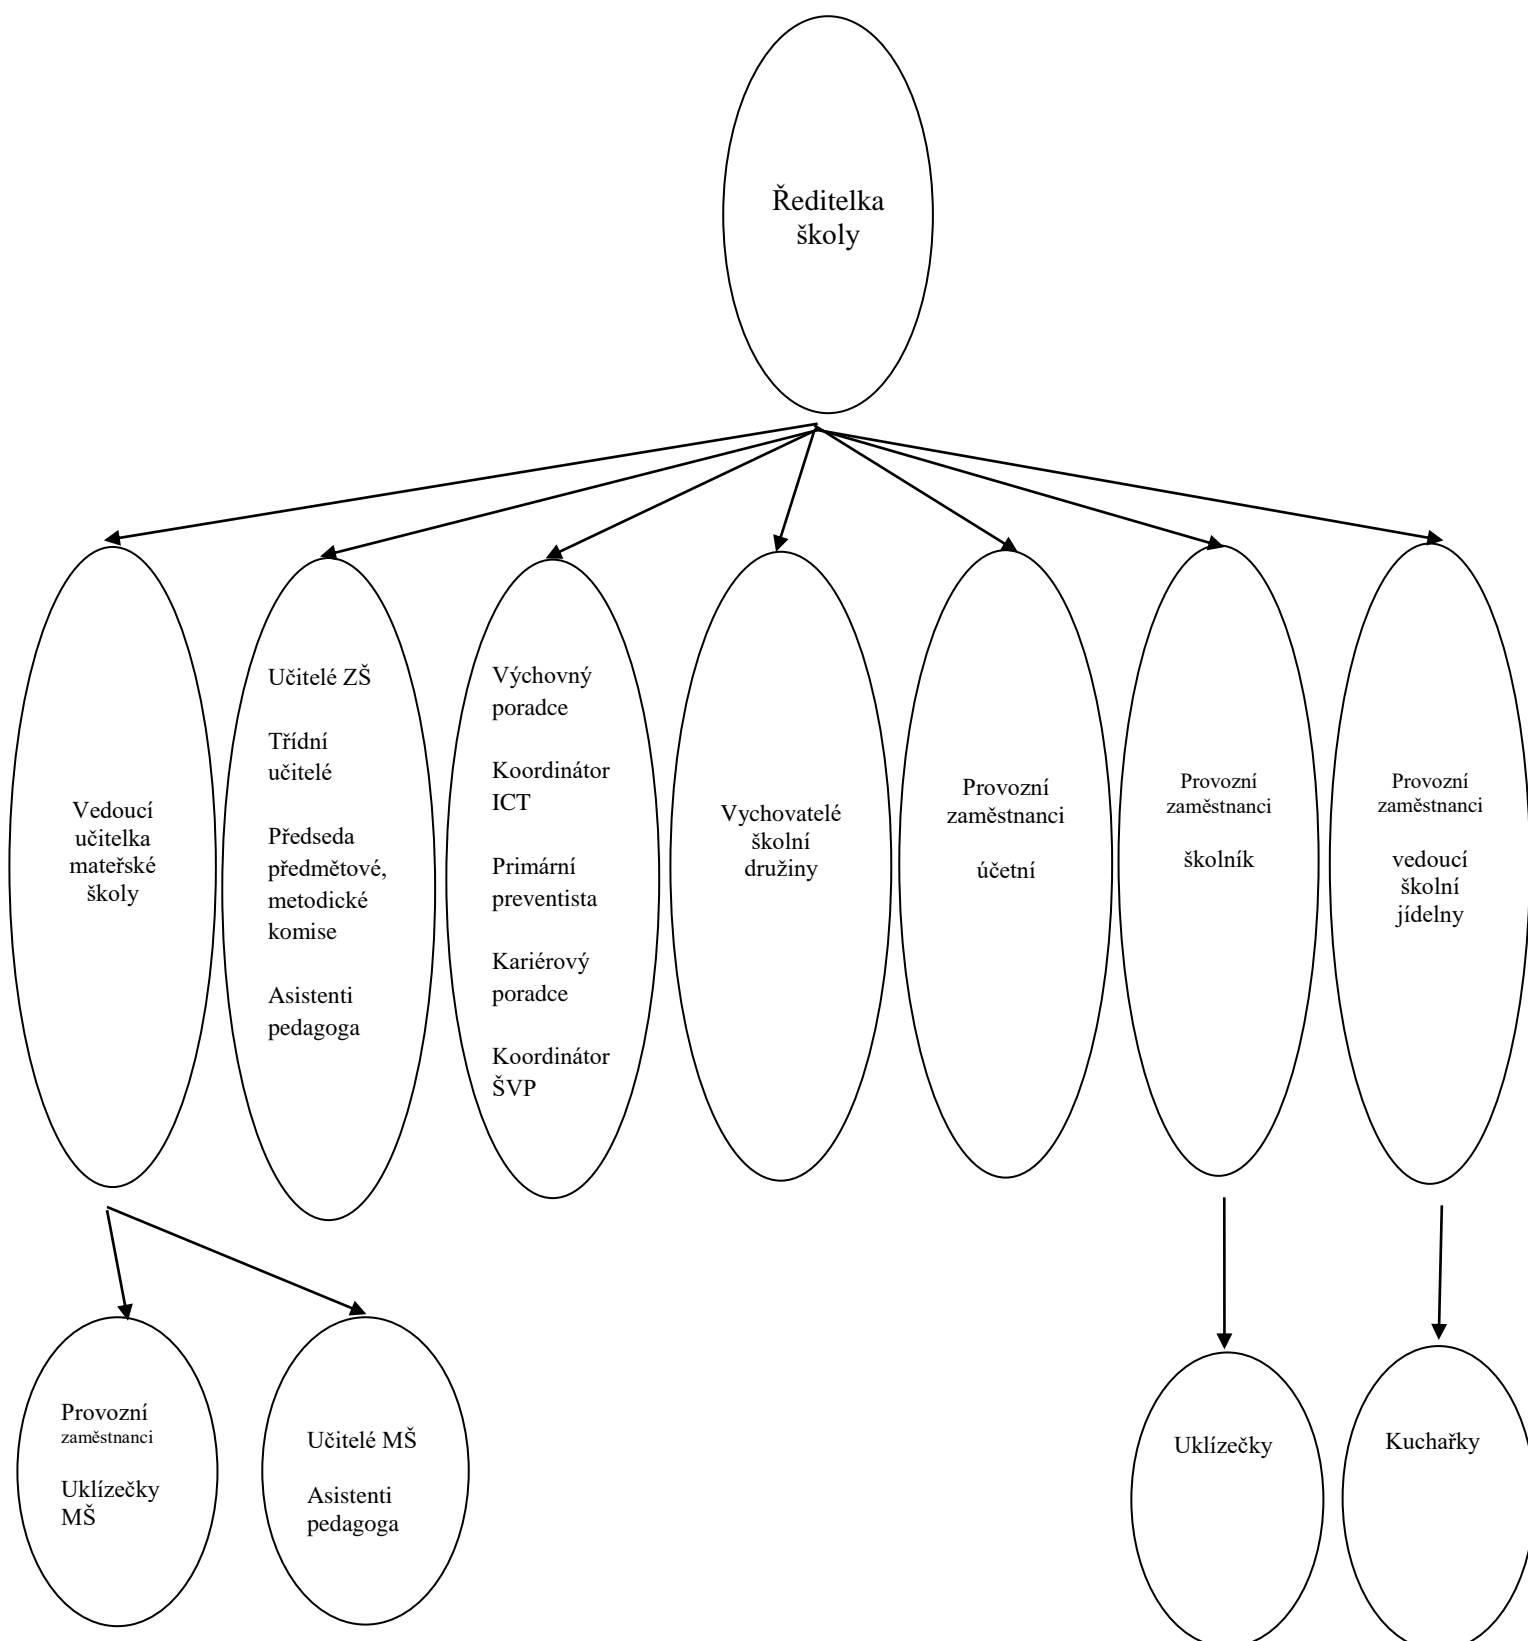 Ředitelka
školy
Vedoucí
učitelka
mateřské
školy
Učitelé ZŠ
Třídní
učitelé
Předseda
předmětové,
metodické
komise
Asistenti
pedagoga
Výchovný
poradce
Koordinátor
ICT
Primární
preventista
Kariérový
poradce
Koordinátor
ŠVP
Vychovatelé
školní
družiny
Provozní
zaměstnanci
účetní
Provozní
zaměstnanci
školník
Provozní
zaměstnanci
vedoucí
školní
jídelny
Provozní
zaměstnanci
Uklízečky
MŠ
Učitelé MŠ
Asistenti
pedagoga
Uklízečky
Kuchařky